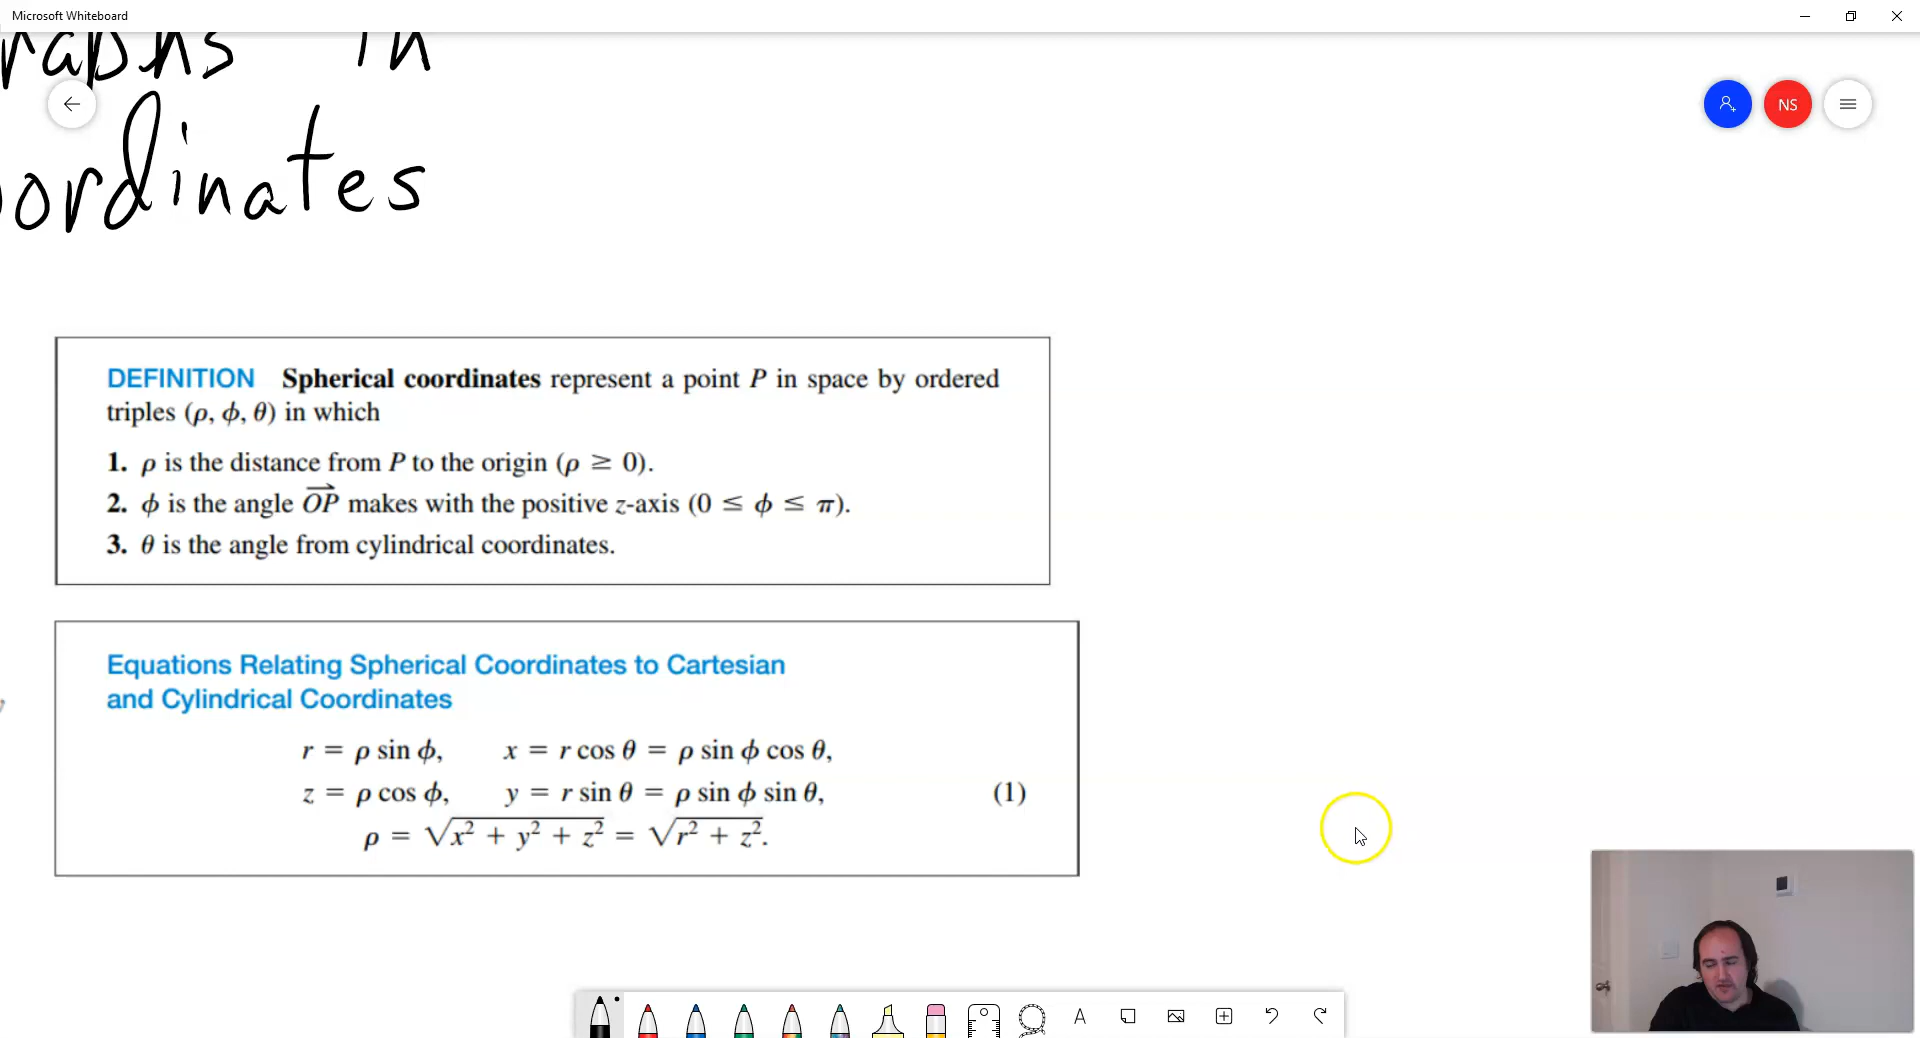 Microsoft Whiteboard
in
NS
DEFINITION Spherical coordinates represent a point P in space by ordered
triples (ρ, ϕ, θ) in which
1. ρ is the distance from P to the origin (ρ ≥ 0).
2. ϕ is the angle \overrightarrow{OP} makes with the positive z-axis (0 ≤ ϕ ≤ π).
3. θ is the angle from cylindrical coordinates.
Equations Relating Spherical Coordinates to Cartesian
and Cylindrical Coordinates
r = ρ sin ϕ, x = r cos θ = ρ sin ϕ cos θ,
z = ρ cos ϕ, y = r sin θ = ρ sin ϕ sin θ, (1)
ρ = √(x² + y² + z²) = √(r² + z²).
A